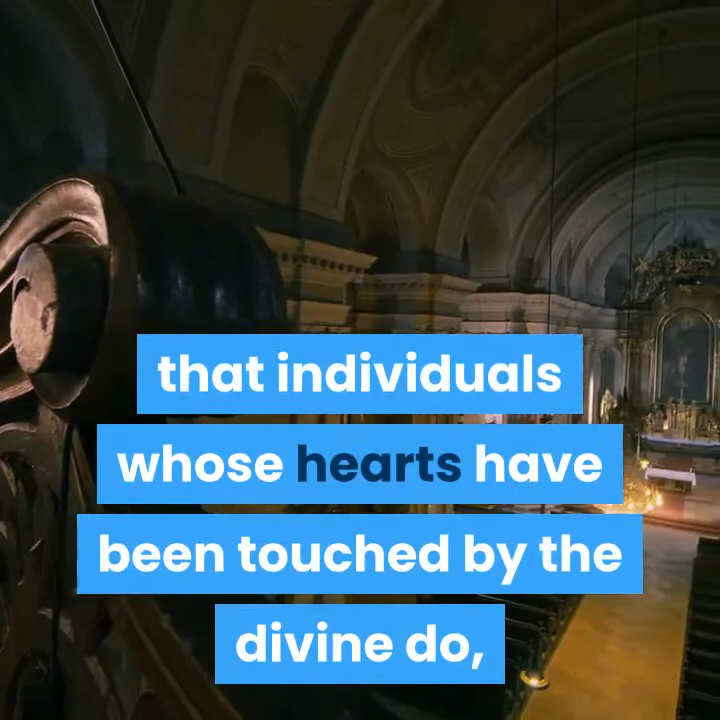 that individuals
whose hearts have
been touched by the
divine do,